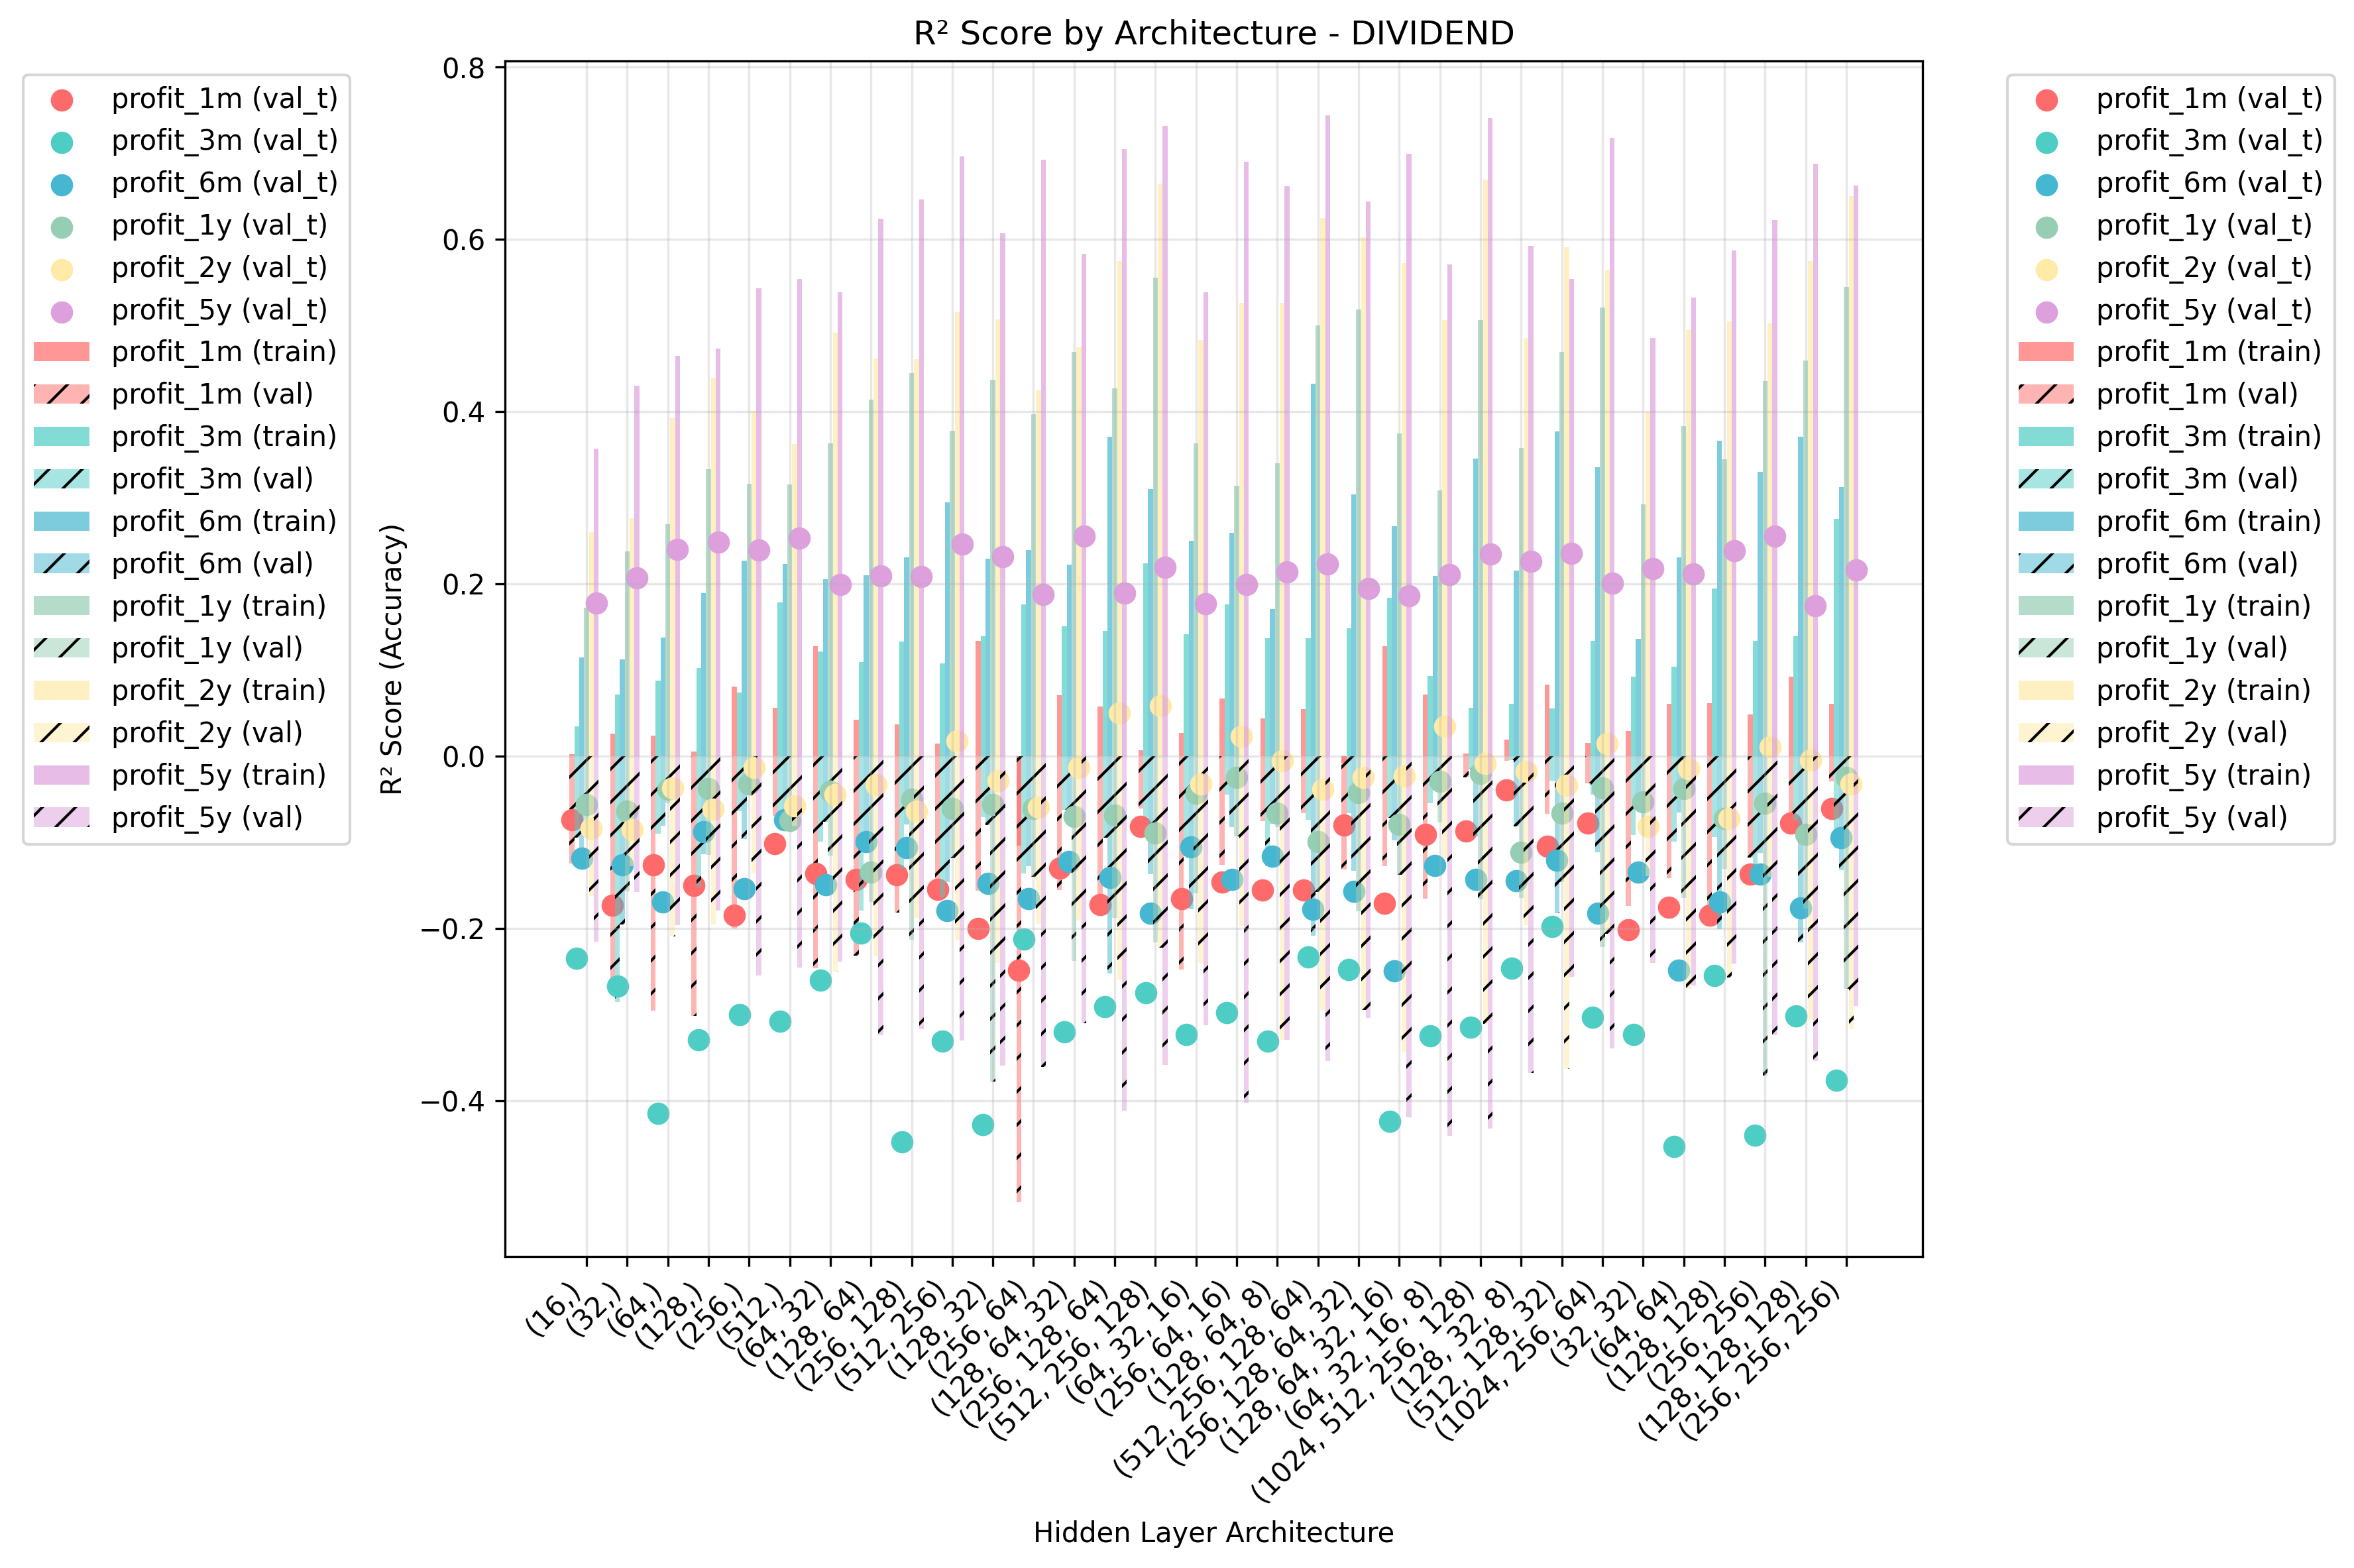 R² Score by Architecture - DIVIDEND
profit_1m (val_t)
profit_3m (val_t)
profit_6m (val_t)
profit_1y (val_t)
profit_2y (val_t)
profit_5y (val_t)
profit_1m (train)
profit_1m (val)
profit_3m (train)
profit_3m (val)
profit_6m (train)
profit_6m (val)
profit_1y (train)
profit_1y (val)
profit_2y (train)
profit_2y (val)
profit_5y (train)
profit_5y (val)
R² Score (Accuracy)
0.8
0.6
0.4
0.2
0.0
−0.2
−0.4
profit_1m (val_t)
profit_3m (val_t)
profit_6m (val_t)
profit_1y (val_t)
profit_2y (val_t)
profit_5y (val_t)
profit_1m (train)
profit_1m (val)
profit_3m (train)
profit_3m (val)
profit_6m (train)
profit_6m (val)
profit_1y (train)
profit_1y (val)
profit_2y (train)
profit_2y (val)
profit_5y (train)
profit_5y (val)
(16,)
(32,)
(64,)
(128,)
(256,)
(512,)
(64, 32)
(128, 64)
(256, 128)
(512, 256)
(128, 32)
(256, 64)
(128, 64, 32)
(256, 128, 64)
(512, 256, 128)
(64, 32, 16)
(256, 64, 16)
(128, 64, 8)
(512, 256, 128, 64)
(256, 128, 64, 32)
(128, 64, 32, 16)
(64, 32, 16, 8)
(1024, 512, 256, 128)
(128, 32, 8)
(512, 128, 32)
(1024, 256, 64)
(32, 32)
(64, 64)
(128, 128)
(256, 256)
(128, 128, 128)
(256, 256, 256)
Hidden Layer Architecture